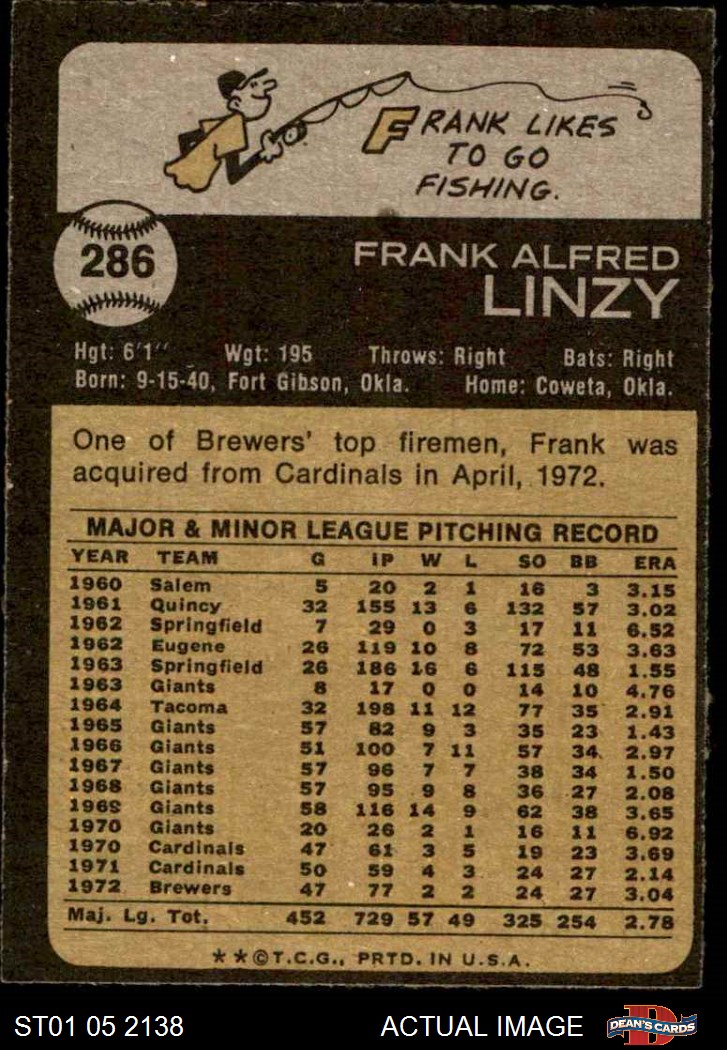 FRANK LIKES
TO GO
FISHING.
286
FRANK ALFRED
LINZY
Hgt: 6'1" Wgt: 195 Throws: Right Bats: Right
Born: 9-15-40, Fort Gibson, Okla. Home: Coweta, Okla.
One of Brewers' top firemen, Frank was
acquired from Cardinals in April, 1972.
MAJOR & MINOR LEAGUE PITCHING RECORD
YEAR TEAM G IP W L SO BB ERA
1960 Salem 5 20 2 1 16 3 3.15
1961 Quincy 32 155 13 6 132 57 3.02
1962 Springfield 7 29 0 3 17 11 6.52
1962 Eugene 26 119 10 8 72 53 3.63
1963 Springfield 26 186 16 6 115 48 1.55
1963 Giants 8 17 0 0 14 10 4.76
1964 Tacoma 32 198 11 12 77 35 2.91
1965 Giants 57 82 9 3 35 23 1.43
1966 Giants 51 100 7 11 57 34 2.97
1967 Giants 57 96 7 7 38 34 1.50
1968 Giants 57 95 9 8 36 27 2.08
1969 Giants 58 116 14 9 62 38 3.65
1970 Giants 20 26 2 1 16 11 6.92
1970 Cardinals 47 61 3 5 19 23 3.69
1971 Cardinals 50 59 4 3 24 27 2.14
1972 Brewers 47 77 2 2 24 27 3.04
Maj. Lg. Tot. 452 729 57 49 325 254 2.78
**©T.C.G., PRTD. IN U.S.A.
ST01 05 2138 ACTUAL IMAGE D DEAN'S CARDS